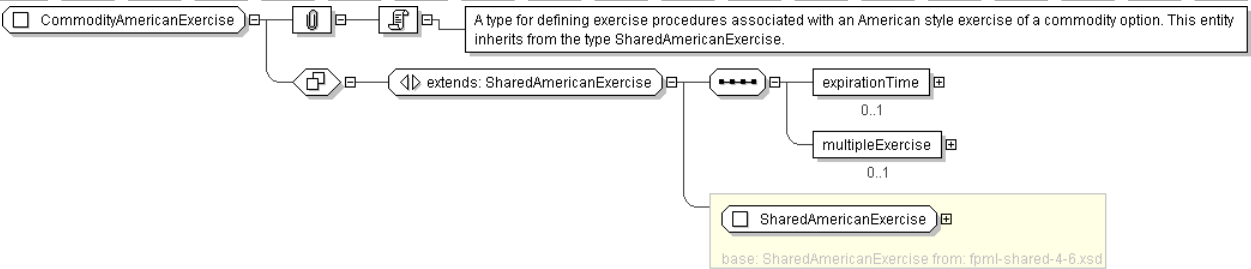 CommodityAmericanExercise
A type for defining exercise procedures associated with an American style exercise of a commodity option. This entity
inherits from the type SharedAmericanExercise.
extends: SharedAmericanExercise
expirationTime
0..1
multipleExercise
0..1
SharedAmericanExercise
base: SharedAmericanExercise from: fpml-shared-4-6.xsd